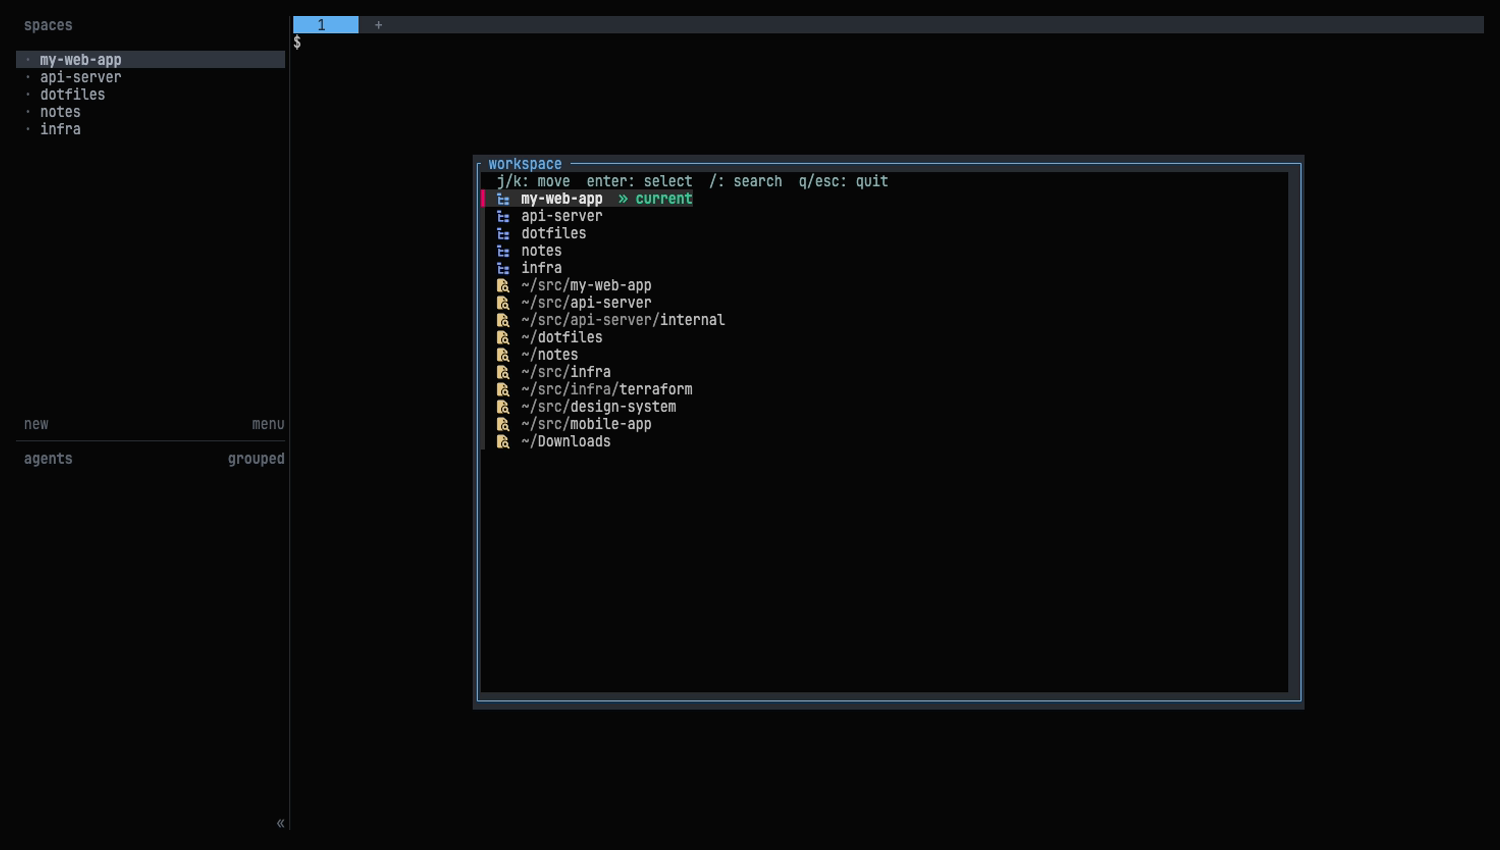 spaces
· my-web-app
· api-server
· dotfiles
· notes
· infra
new menu
agents grouped
«
1 +
$
workspace
j/k: move enter: select /: search q/esc: quit
my-web-app » current
api-server
dotfiles
notes
infra
~/src/my-web-app
~/src/api-server
~/src/api-server/internal
~/dotfiles
~/notes
~/src/infra
~/src/infra/terraform
~/src/design-system
~/src/mobile-app
~/Downloads